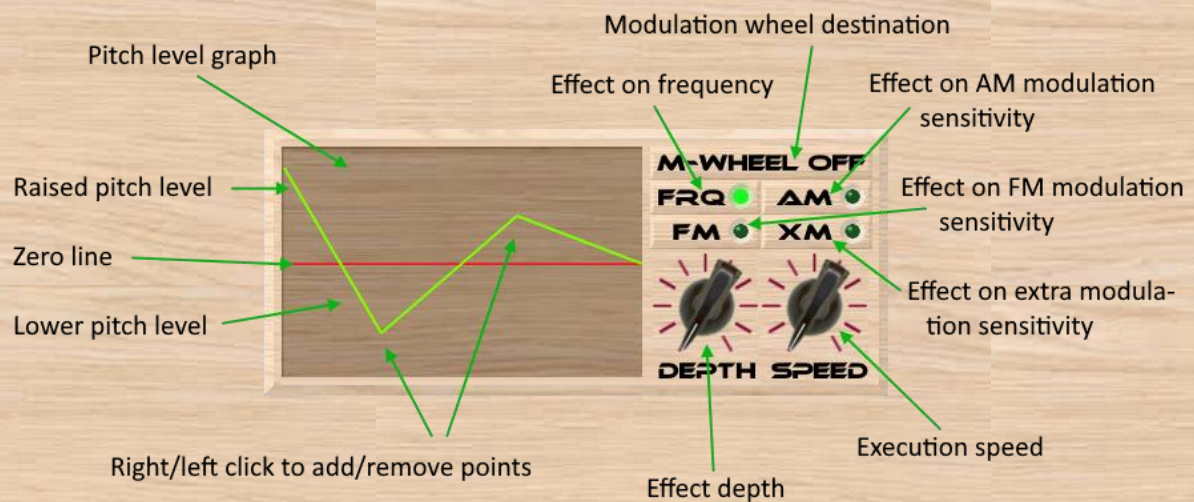 Modulation wheel destination
Pitch level graph
Effect on frequency
Effect on AM modulation
sensitivity
M-WHEEL OFF
Raised pitch level
FRQ
AM
Effect on FM modulation
sensitivity
FM
XM
Zero line
Effect on extra modula-
tion sensitivity
Lower pitch level
DEPTH
SPEED
Execution speed
Right/left click to add/remove points
Effect depth